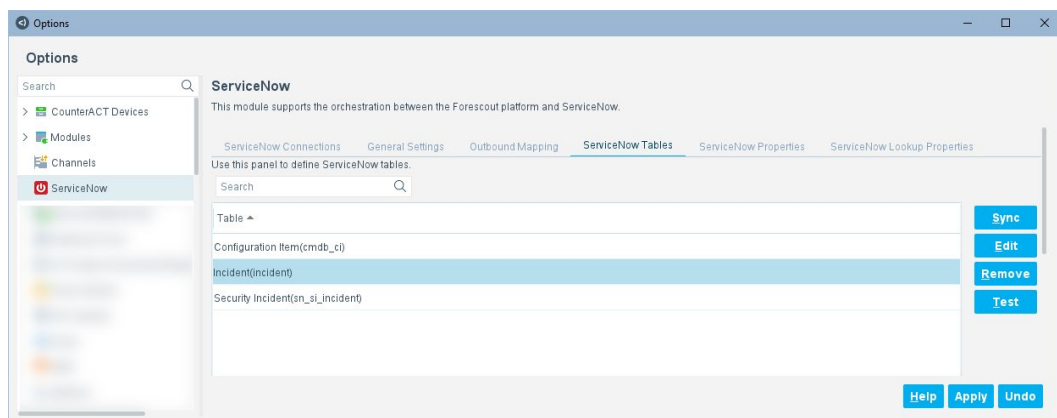 Options
Options
Search
CounterACT Devices
Modules
Channels
ServiceNow
ServiceNow
This module supports the orchestration between the Forescout platform and ServiceNow.
ServiceNow Connections General Settings Outbound Mapping ServiceNow Tables ServiceNow Properties ServiceNow Lookup Properties
Use this panel to define ServiceNow tables.
Search
Table
Configuration Item(cmdb_ci)
Incident(incident)
Security Incident(sn_si_incident)
Sync
Edit
Remove
Test
Help Apply Undo